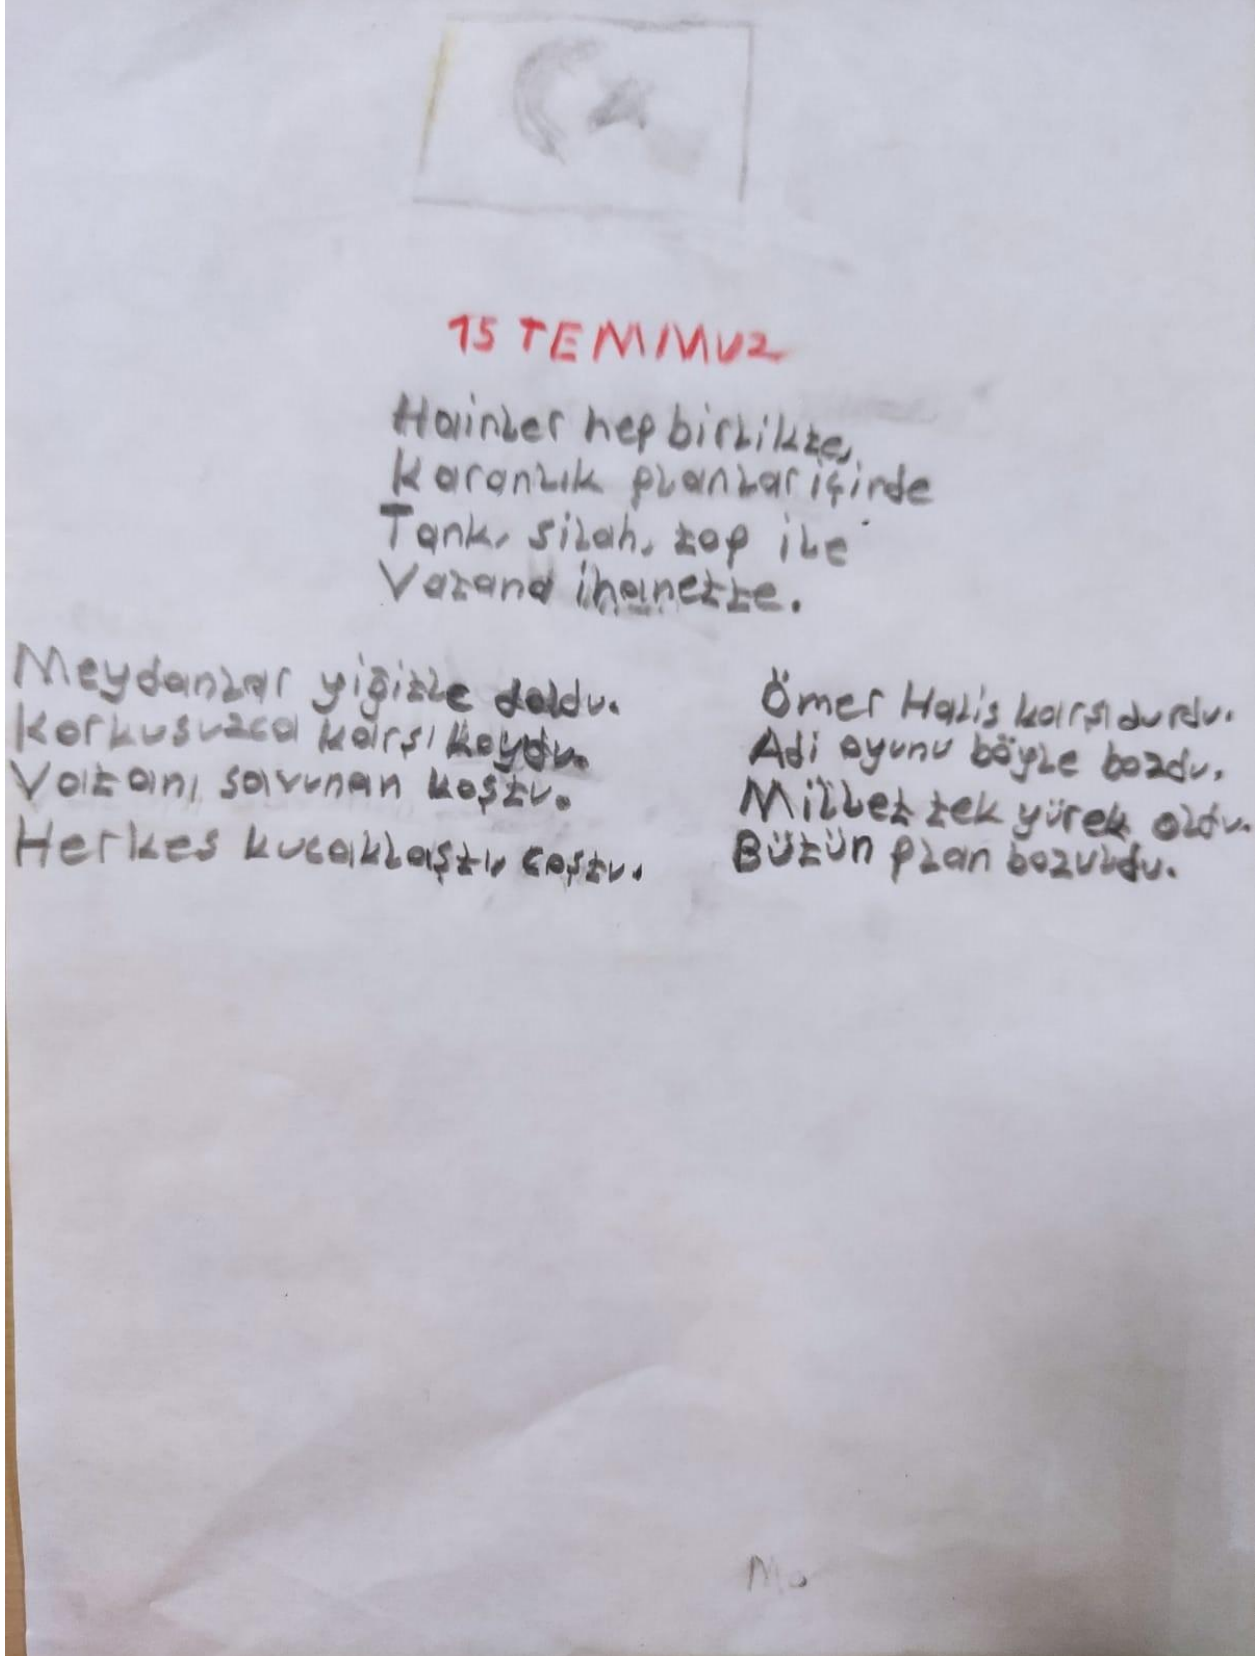 15 TEMMUZ
Hainler hep birlikte,
Karanlık planlar içinde
Tank, silah, top ile
Vatana ihanette.
Meydanlar yiğitle doldu.
Korkusuzca karşı koydu.
Vatanı savunan koştu.
Herkes kucaklaştı, coştu.
Ömer Halis karşı durdu.
Adi oyunu böyle bozdu.
Millet tek yürek oldu.
Bütün plan bozuldu.